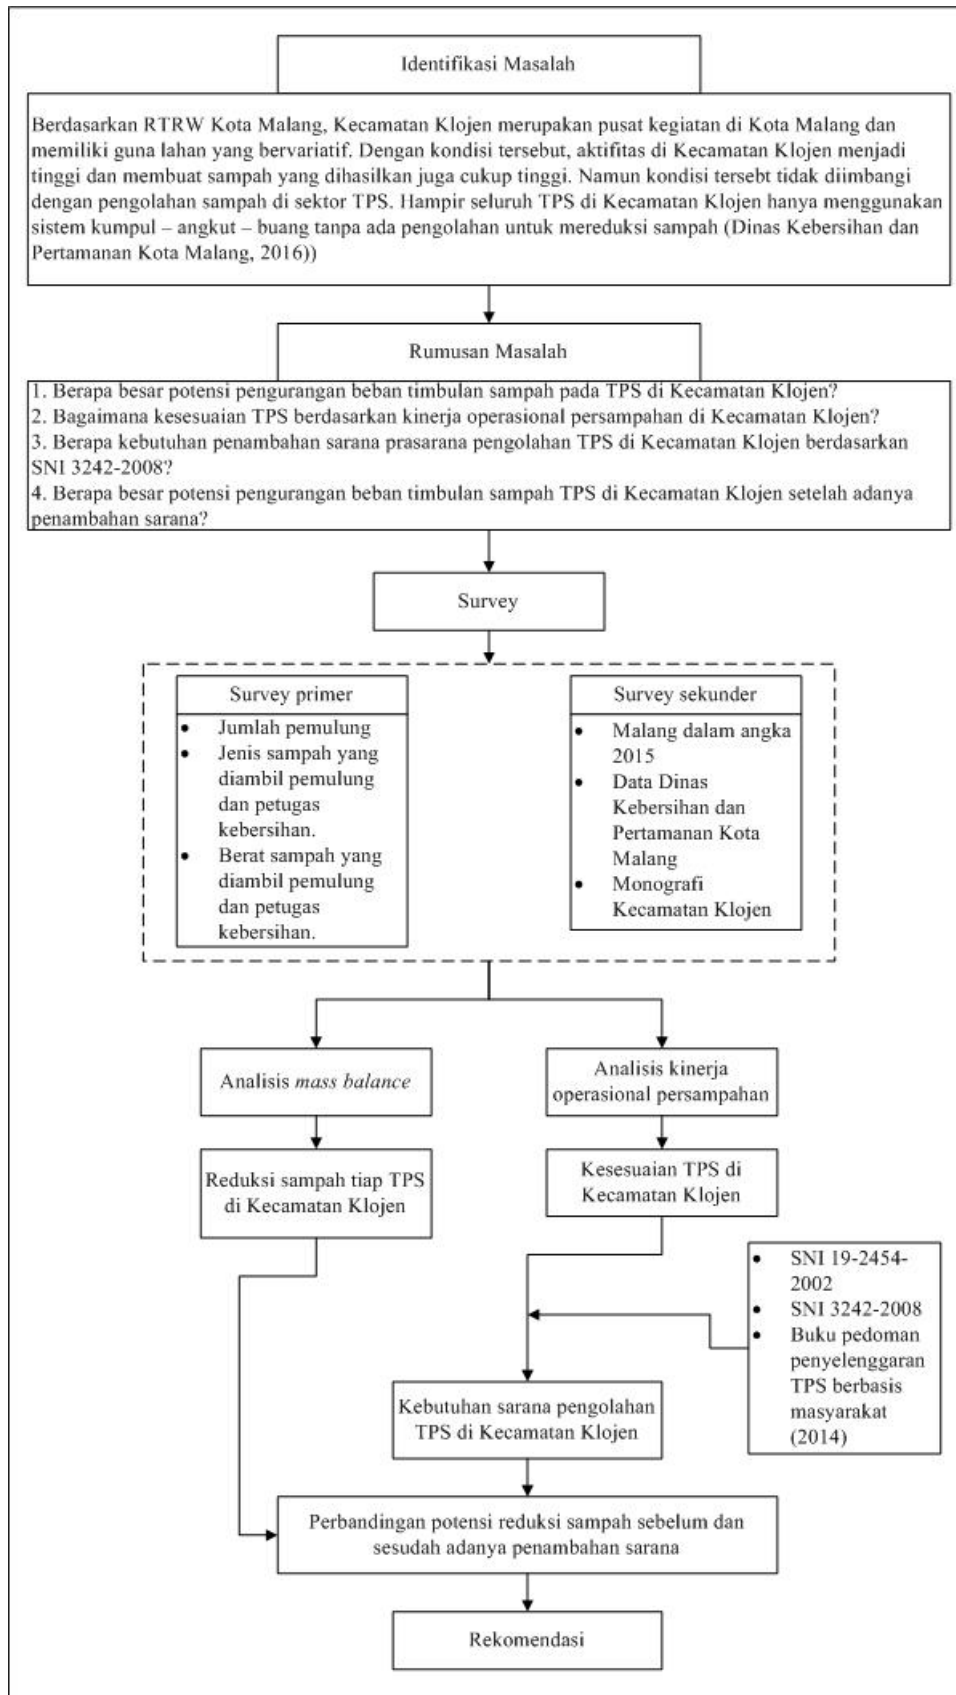 Identifikasi Masalah
Berdasarkan RTRW Kota Malang, Kecamatan Klojen merupakan pusat kegiatan di Kota Malang dan
memiliki guna lahan yang bervariatif. Dengan kondisi tersebut, aktifitas di Kecamatan Klojen menjadi
tinggi dan membuat sampah yang dihasilkan juga cukup tinggi. Namun kondisi tersebt tidak diimbangi
dengan pengolahan sampah di sektor TPS. Hampir seluruh TPS di Kecamatan Klojen hanya menggunakan
sistem kumpul – angkut – buang tanpa ada pengolahan untuk mereduksi sampah (Dinas Kebersihan dan
Pertamanan Kota Malang, 2016))
Rumusan Masalah
1. Berapa besar potensi pengurangan beban timbulan sampah pada TPS di Kecamatan Klojen?
2. Bagaimana kesesuaian TPS berdasarkan kinerja operasional persampahan di Kecamatan Klojen?
3. Berapa kebutuhan penambahan sarana prasarana pengolahan TPS di Kecamatan Klojen berdasarkan
SNI 3242-2008?
4. Berapa besar potensi pengurangan beban timbulan sampah TPS di Kecamatan Klojen setelah adanya
penambahan sarana?
Survey
Survey primer
• Jumlah pemulung
• Jenis sampah yang
diambil pemulung
dan petugas
kebersihan.
• Berat sampah yang
diambil pemulung
dan petugas
kebersihan.
Survey sekunder
• Malang dalam angka
2015
• Data Dinas
Kebersihan dan
Pertamanan Kota
Malang
• Monografi
Kecamatan Klojen
Analisis mass balance
Analisis kinerja
operasional persampahan
Reduksi sampah tiap TPS
di Kecamatan Klojen
Kesesuaian TPS di
Kecamatan Klojen
• SNI 19-2454-
2002
• SNI 3242-2008
• Buku pedoman
penyelenggaran
TPS berbasis
masyarakat
(2014)
Kebutuhan sarana pengolahan
TPS di Kecamatan Klojen
Perbandingan potensi reduksi sampah sebelum dan
sesudah adanya penambahan sarana
Rekomendasi